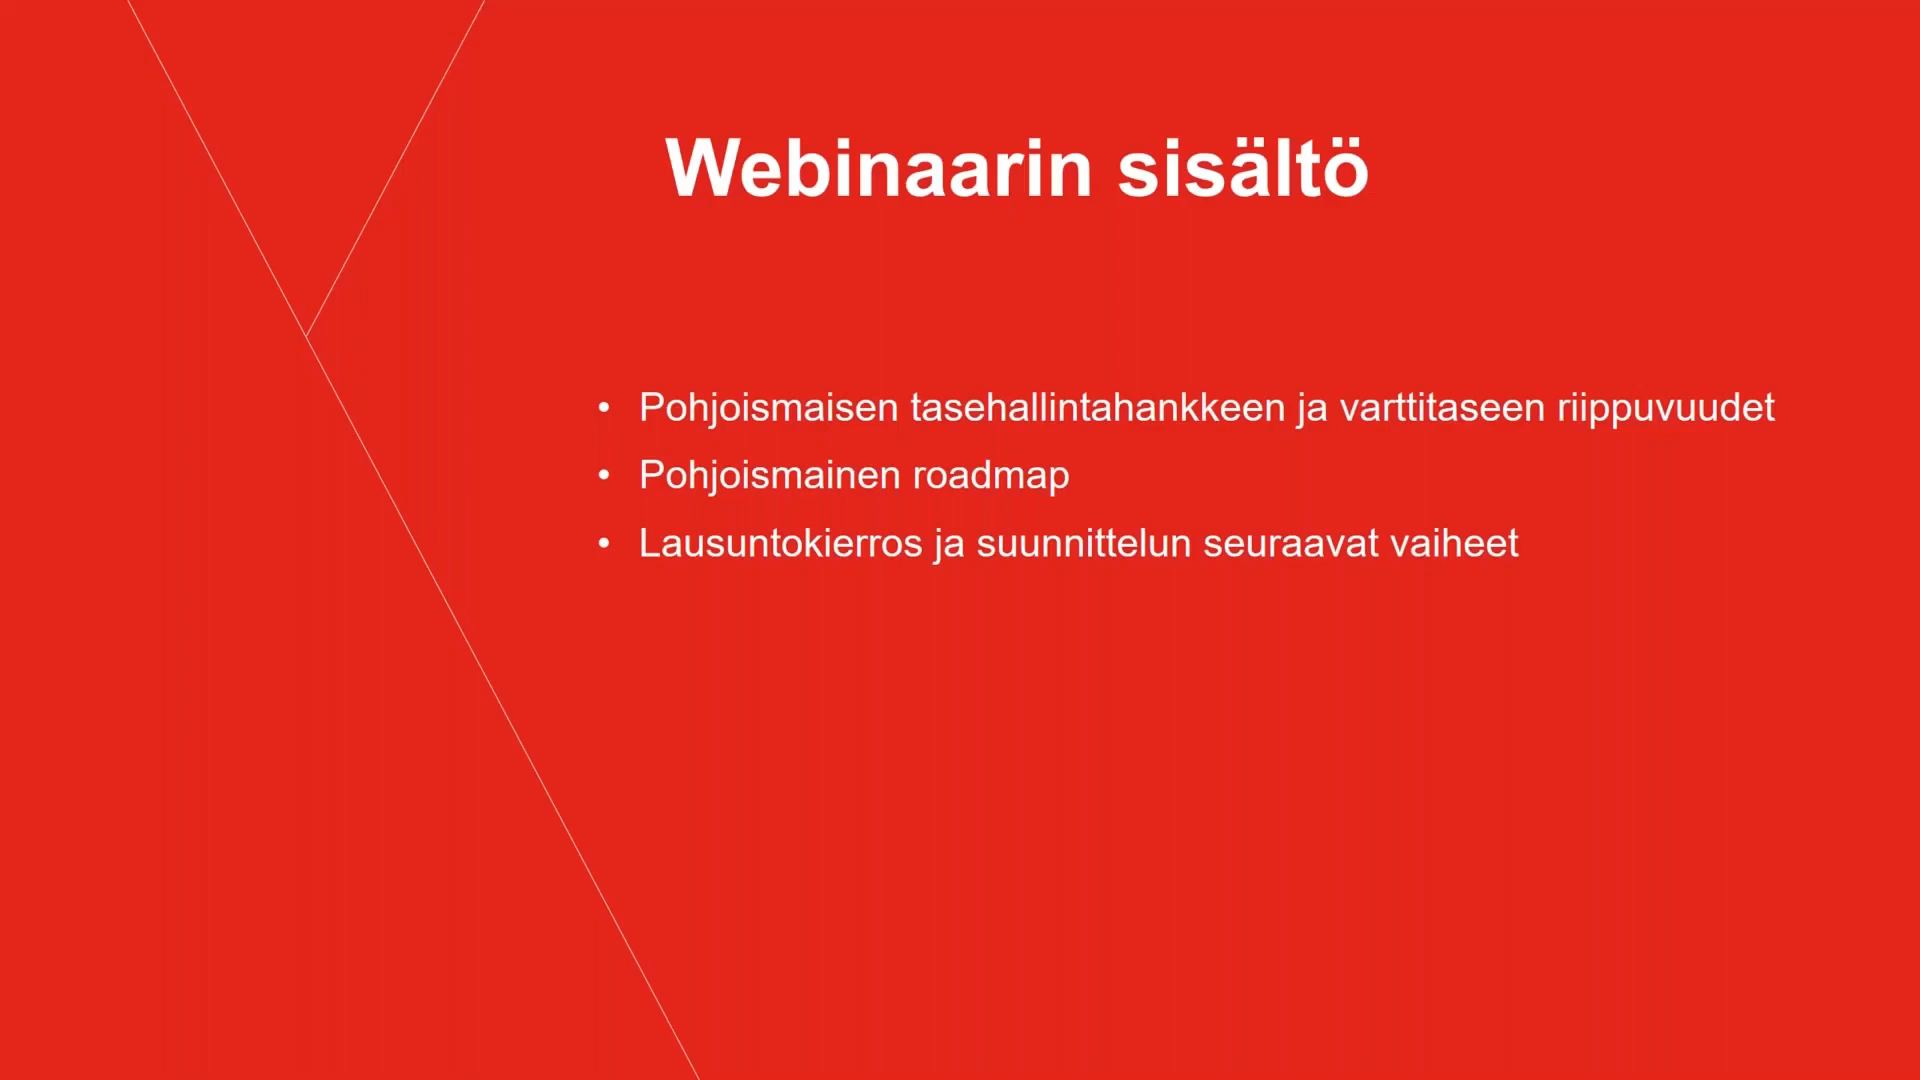 Webinaarin sisältö
• Pohjoismaisen tasehallintahankkeen ja varttitaseen riippuvuudet
• Pohjoismainen roadmap
• Lausuntokierros ja suunnittelun seuraavat vaiheet